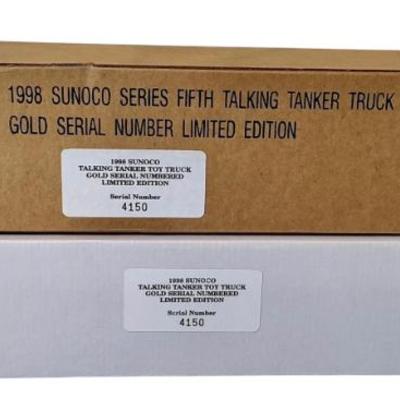 1998 SUNOCO SERIES FIFTH TALKING TANKER TRUCK
GOLD SERIAL NUMBER LIMITED EDITION
1998 SUNOCO
TALKING TANKER TOY TRUCK
GOLD SERIAL NUMBERED
LIMITED EDITION
Serial Number
4150
1998 SUNOCO
TALKING TANKER TOY TRUCK
GOLD SERIAL NUMBERED
LIMITED EDITION
Serial Number
4150